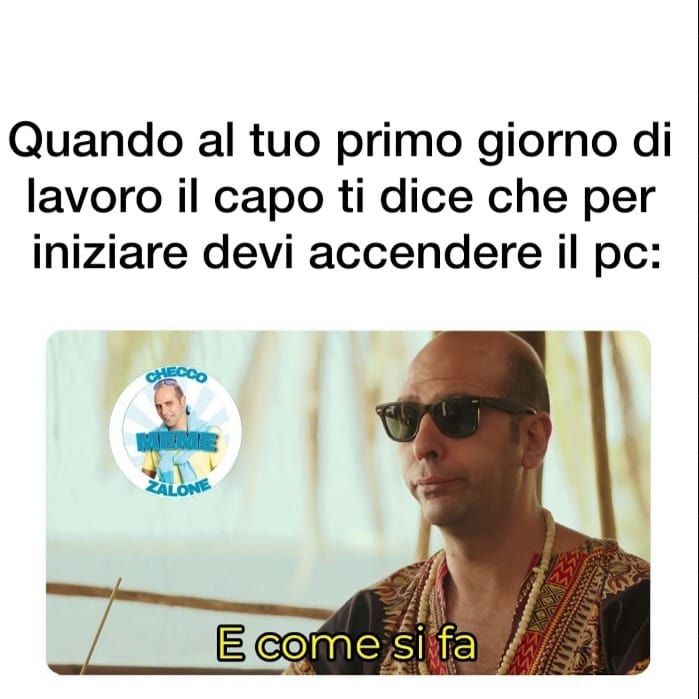 Quando al tuo primo giorno di
lavoro il capo ti dice che per
iniziare devi accendere il pc:
CHECCO
MEME
ZALONE
E come si fa